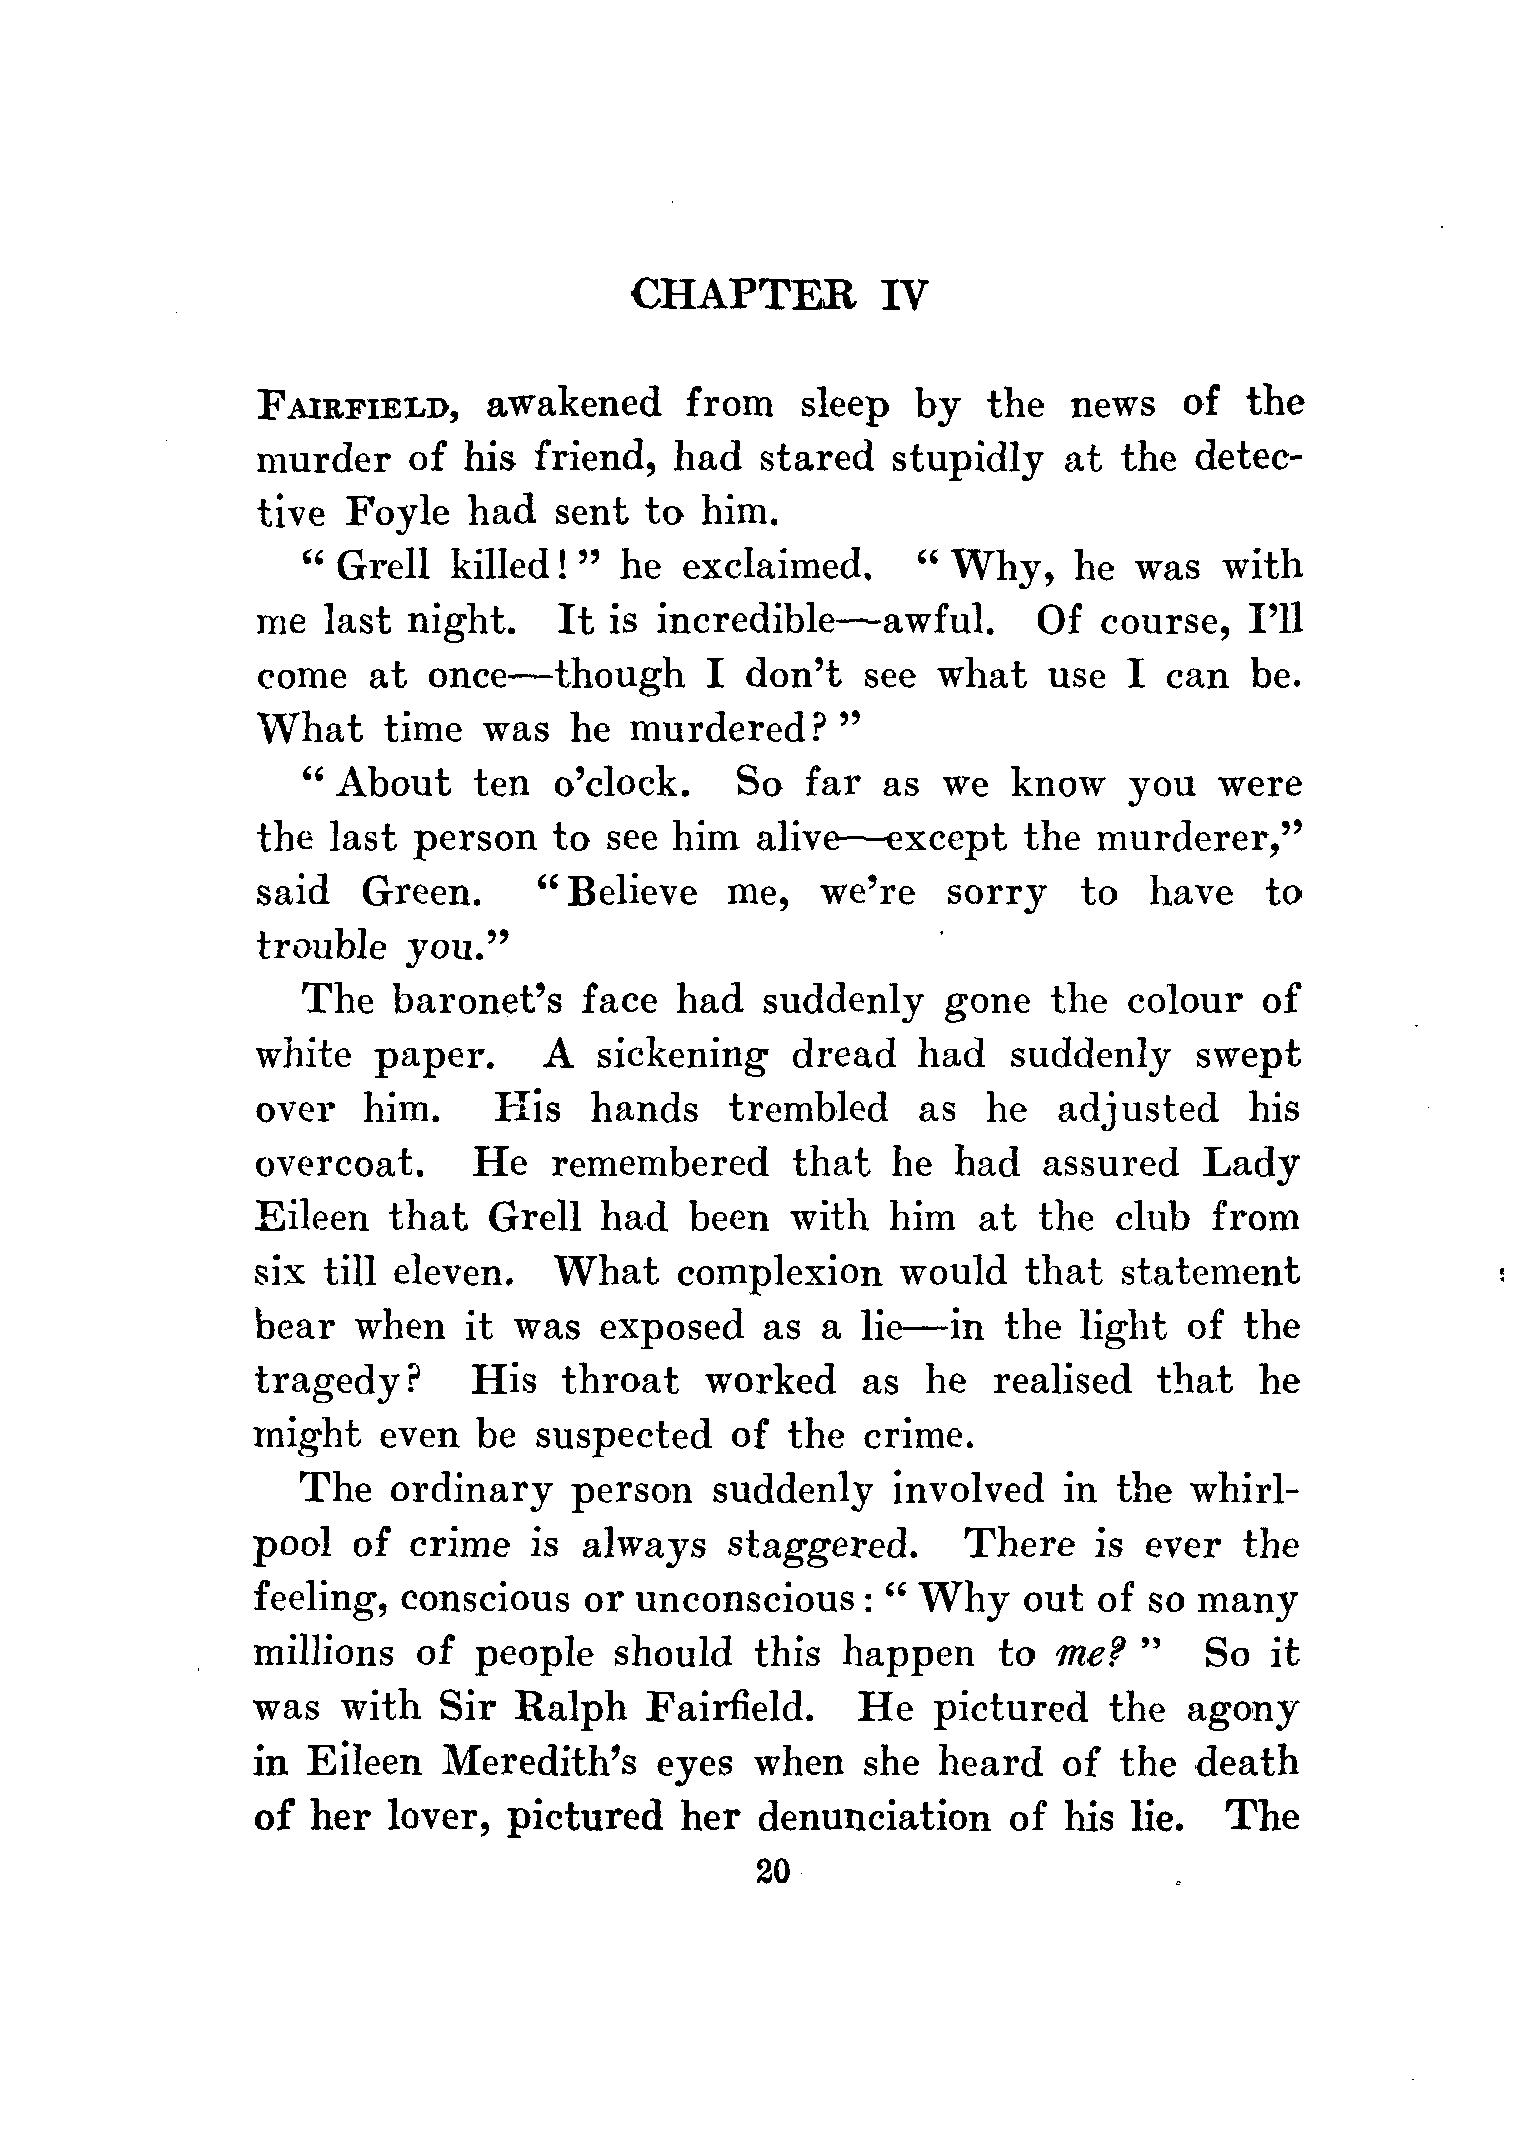 CHAPTER IV
FAIRFIELD, awakened from sleep by the news of the
murder of his friend, had stared stupidly at the detec-
tive Foyle had sent to him.
“ Grell killed! ” he exclaimed. “ Why, he was with
me last night. It is incredible—awful. Of course, I’ll
come at once—though I don’t see what use I can be.
What time was he murdered? ”
“ About ten o’clock. So far as we know you were
the last person to see him alive—except the murderer,”
said Green. “ Believe me, we’re sorry to have to
trouble you.”
The baronet’s face had suddenly gone the colour of
white paper. A sickening dread had suddenly swept
over him. His hands trembled as he adjusted his
overcoat. He remembered that he had assured Lady
Eileen that Grell had been with him at the club from
six till eleven. What complexion would that statement
bear when it was exposed as a lie—in the light of the
tragedy? His throat worked as he realised that he
might even be suspected of the crime.
The ordinary person suddenly involved in the whirl-
pool of crime is always staggered. There is ever the
feeling, conscious or unconscious: “ Why out of so many
millions of people should this happen to me? ” So it
was with Sir Ralph Fairfield. He pictured the agony
in Eileen Meredith’s eyes when she heard of the death
of her lover, pictured her denunciation of his lie. The
20